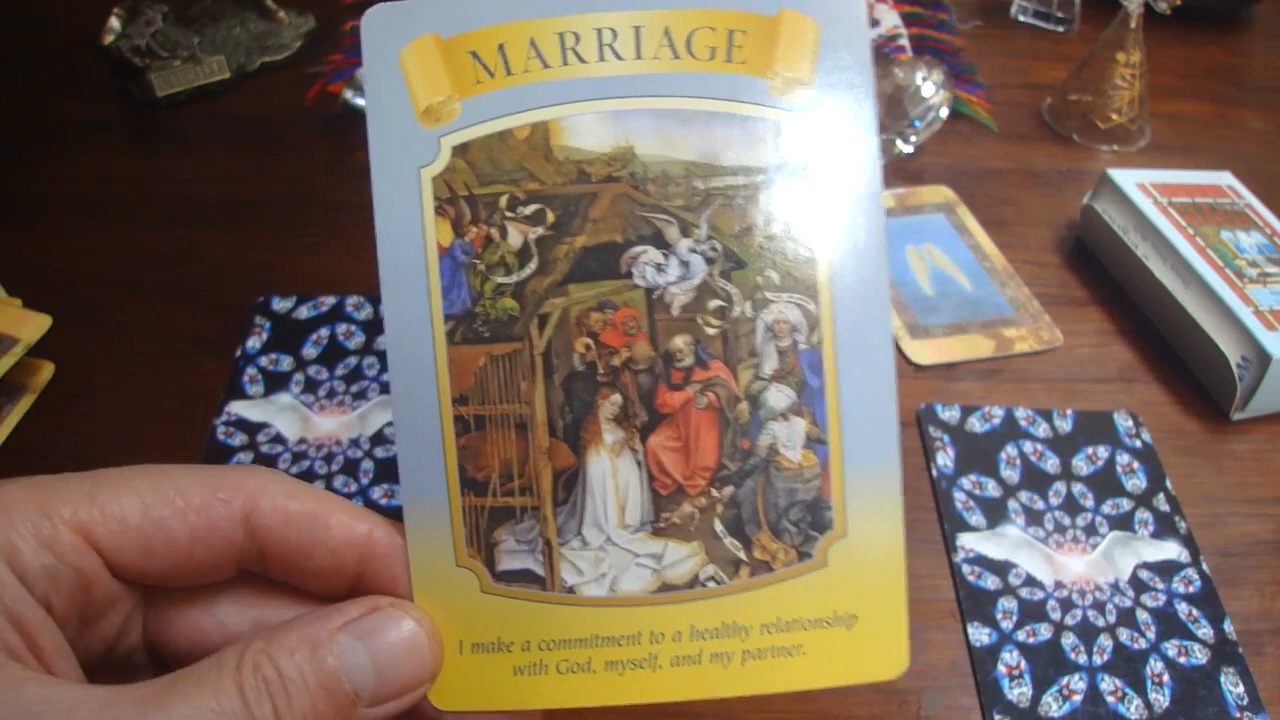 MARRIAGE
I make a commitment to a healthy relationship
with God, myself, and my partner.